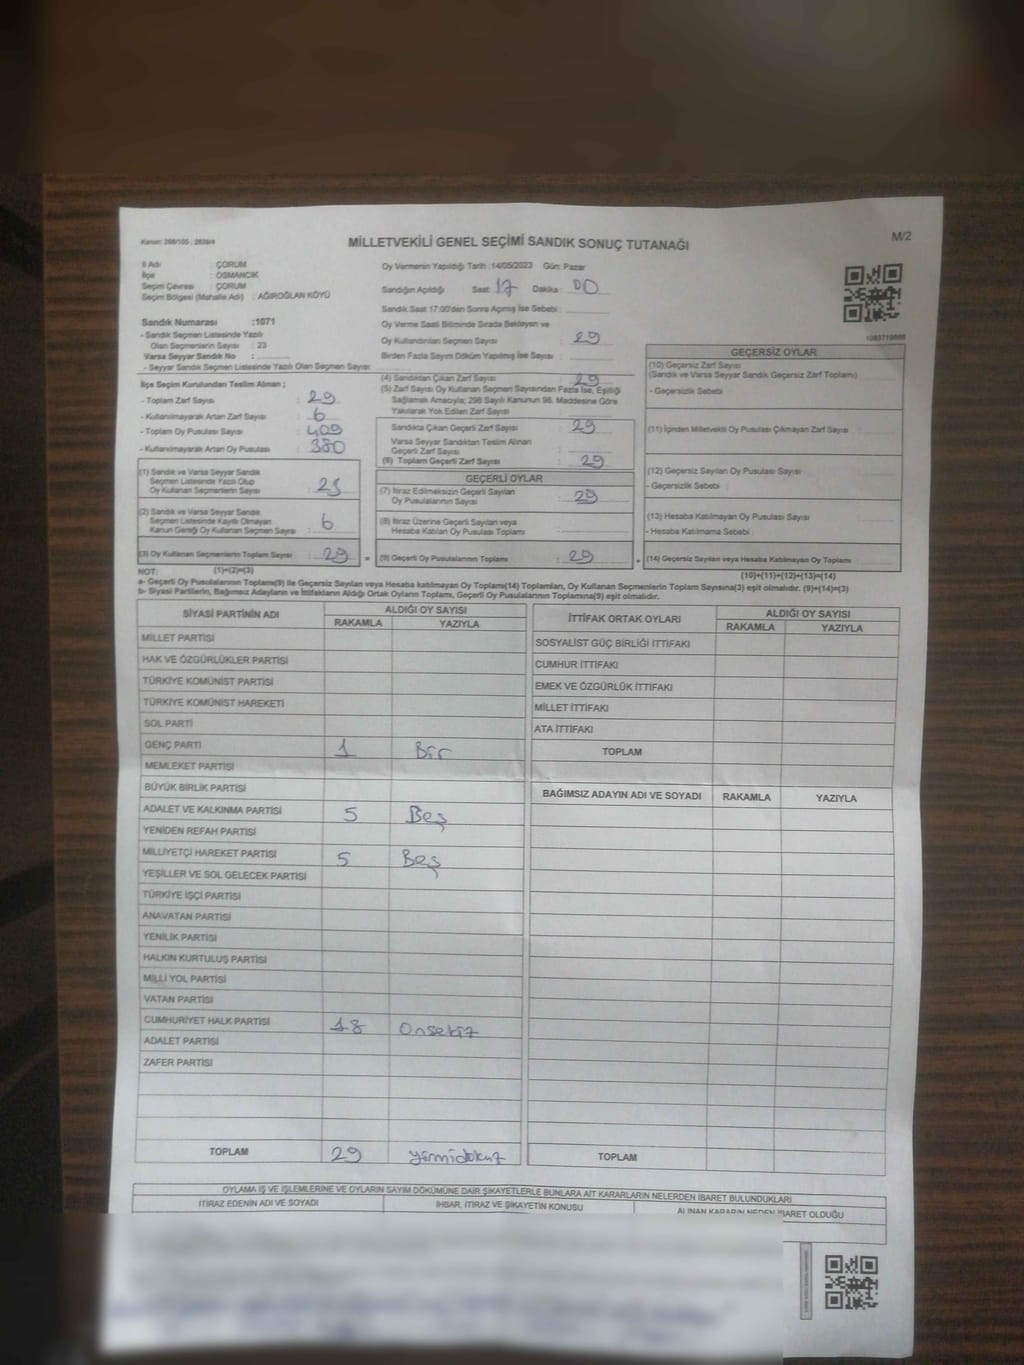 Kanun: 298/105 ; 2839/4
MİLLETVEKİLİ GENEL SEÇİMİ SANDIK SONUÇ TUTANAĞI
M/2
İl Adı : ÇORUM
İlçe : OSMANCIK
Seçim Çevresi : ÇORUM
Seçim Bölgesi (Mahalle Adı) : AĞIROĞLAN KÖYÜ
Sandık Numarası :1071
- Sandık Seçmen Listesinde Yazılı
Olan Seçmenlerin Sayısı : 23
Varsa Seyyar Sandık No :
- Seyyar Sandık Seçmen Listesinde Yazılı Olan Seçmen Sayısı:
Oy Vermenin Yapıldığı Tarih :14/05/2023 Gün: Pazar
Sandığın Açıldığı Saat: 17 Dakika: 00
Sandık Saat 17:00'den Sonra Açılmış İse Sebebi :
Oy Verme Saati Bitiminde Sırada Bekleyen ve
Oy Kullandırılan Seçmen Sayısı : 29
Birden Fazla Sayım Döküm Yapılmış İse Sayısı :
İlçe Seçim Kurulundan Teslim Alınan ;
- Toplam Zarf Sayısı : 29
- Kullanılmayarak Artan Zarf Sayısı : 6
- Toplam Oy Pusulası Sayısı : 409
- Kullanılmayarak Artan Oy Pusulası : 380
(1) Sandık ve Varsa Seyyar Sandık
Seçmen Listesinde Yazılı Olup
Oy Kullanan Seçmenlerin Sayısı : 23
(2) Sandık ve Varsa Seyyar Sandık
Seçmen Listesinde Kayıtlı Olmayan
Kanun Gereği Oy Kullanan Seçmen Sayısı : 6
(3) Oy Kullanan Seçmenlerin Toplam Sayısı : 29 =
(4) Sandıktan Çıkan Zarf Sayısı : 29
(5) Zarf Sayısı Oy Kullanan Seçmen Sayısından Fazla İse, Eşitliği
Sağlamak Amacıyla; 298 Sayılı Kanunun 98. Maddesine Göre
Yakılarak Yok Edilen Zarf Sayısı :
Sandıkta Çıkan Geçerli Zarf Sayısı : 29
Varsa Seyyar Sandıktan Teslim Alınan
Geçerli Zarf Sayısı :
(6) Toplam Geçerli Zarf Sayısı : 29
GEÇERLİ OYLAR
(7) İtiraz Edilmeksizin Geçerli Sayılan
Oy Pusulalarının Sayısı : 29
(8) İtiraz Üzerine Geçerli Sayılan veya
Hesaba Katılan Oy Pusulası Toplamı :
(9) Geçerli Oy Pusulalarının Toplamı : 29 +
GEÇERSİZ OYLAR
(10) Geçersiz Zarf Sayısı
(Sandık ve Varsa Seyyar Sandık Geçersiz Zarf Toplamı) :
- Geçersizlik Sebebi :
(11) İçinden Milletvekili Oy Pusulası Çıkmayan Zarf Sayısı :
(12) Geçersiz Sayılan Oy Pusulası Sayısı :
- Geçersizlik Sebebi :
(13) Hesaba Katılmayan Oy Pusulası Sayısı :
- Hesaba Katılmama Sebebi :
(14) Geçersiz Sayılan veya Hesaba Katılmayan Oy Toplamı :
NOT: (1)+(2)=(3) (10)+(11)+(12)+(13)=(14)
a- Geçerli Oy Pusulalarının Toplamı(9) ile Geçersiz Sayılan veya Hesaba katılmayan Oy Toplamı(14) Toplamları, Oy Kullanan Seçmenlerin Toplam Sayısına(3) eşit olmalıdır. (9)+(14)=(3)
b- Siyasi Partilerin, Bağımsız Adayların ve İttifakların Aldığı Ortak Oyların Toplamı, Geçerli Oy Pusulalarının Toplamına(9) eşit olmalıdır.
SİYASİ PARTİNİN ADI ALDIĞI OY SAYISI
RAKAMLA YAZIYLA
MİLLET PARTİSİ
HAK VE ÖZGÜRLÜKLER PARTİSİ
TÜRKİYE KOMÜNİST PARTİSİ
TÜRKİYE KOMÜNİST HAREKETİ
SOL PARTİ
GENÇ PARTİ 1 Bir
MEMLEKET PARTİSİ
BÜYÜK BİRLİK PARTİSİ
ADALET VE KALKINMA PARTİSİ 5 Beş
YENİDEN REFAH PARTİSİ
MİLLİYETÇİ HAREKET PARTİSİ 5 Beş
YEŞİLLER VE SOL GELECEK PARTİSİ
TÜRKİYE İŞÇİ PARTİSİ
ANAVATAN PARTİSİ
YENİLİK PARTİSİ
HALKIN KURTULUŞ PARTİSİ
MİLLİ YOL PARTİSİ
VATAN PARTİSİ
CUMHURİYET HALK PARTİSİ 18 Onsekiz
ADALET PARTİSİ
ZAFER PARTİSİ
TOPLAM 29 yirmidokuz
İTTİFAK ORTAK OYLARI ALDIĞI OY SAYISI
RAKAMLA YAZIYLA
SOSYALİST GÜÇ BİRLİĞİ İTTİFAKI
CUMHUR İTTİFAKI
EMEK VE ÖZGÜRLÜK İTTİFAKI
MİLLET İTTİFAKI
ATA İTTİFAKI
TOPLAM
BAĞIMSIZ ADAYIN ADI VE SOYADI RAKAMLA YAZIYLA
TOPLAM
OYLAMA İŞ VE İŞLEMLERİNE VE OYLARIN SAYIM DÖKÜMÜNE DAİR ŞİKAYETLERLE BUNLARA AİT KARARLARIN NELERDEN İBARET BULUNDUKLARI
İTİRAZ EDENİN ADI VE SOYADI İHBAR, İTİRAZ VE ŞİKAYETİN KONUSU ALINAN KARARIN NEDEN İBARET OLDUĞU